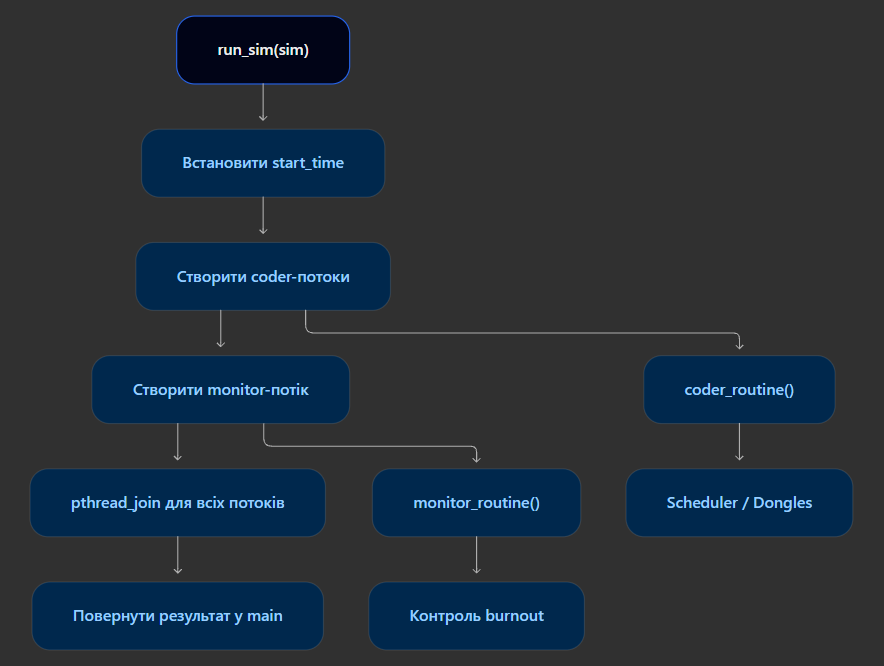 run_sim(sim)
Встановити start_time
Створити coder-потоки
Створити monitor-потік
coder_routine()
pthread_join для всіх потоків
monitor_routine()
Scheduler / Dongles
Повернути результат у main
Контроль burnout